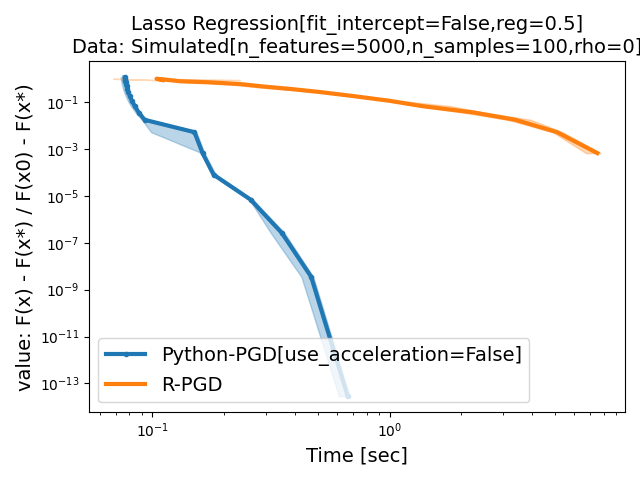 Lasso Regression[fit_intercept=False,reg=0.5]
Data: Simulated[n_features=5000,n_samples=100,rho=0]
value: F(x) - F(x*) / F(x0) - F(x*)
10⁻¹
10⁻³
10⁻⁵
10⁻⁷
10⁻⁹
10⁻¹¹
10⁻¹³
Python-PGD[use_acceleration=False]
R-PGD
10⁻¹ 10⁰
Time [sec]